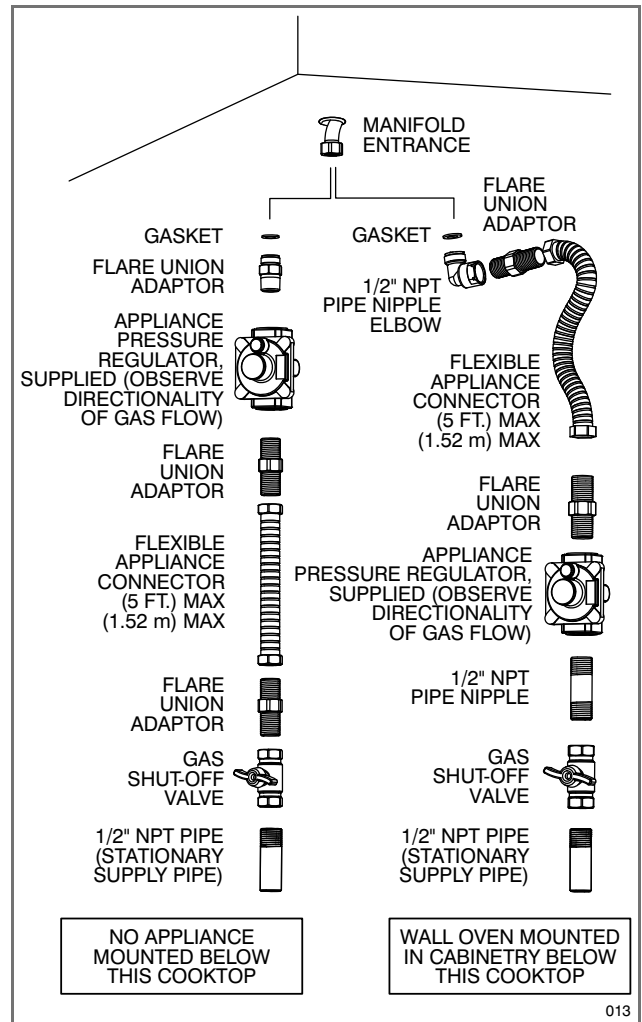 MANIFOLD
ENTRANCE
GASKET
FLARE UNION
ADAPTOR
APPLIANCE
PRESSURE
REGULATOR,
SUPPLIED (OBSERVE
DIRECTIONALITY
OF GAS FLOW)
FLARE
UNION
ADAPTOR
FLEXIBLE
APPLIANCE
CONNECTOR
(5 FT.) MAX
(1.52 m) MAX
FLARE
UNION
ADAPTOR
GAS
SHUT-OFF
VALVE
1/2" NPT PIPE
(STATIONARY
SUPPLY PIPE)
NO APPLIANCE
MOUNTED BELOW
THIS COOKTOP
FLARE
UNION
ADAPTOR
GASKET
1/2" NPT
PIPE NIPPLE
ELBOW
FLEXIBLE
APPLIANCE
CONNECTOR
(5 FT.) MAX
(1.52 m) MAX
FLARE
UNION
ADAPTOR
APPLIANCE
PRESSURE REGULATOR,
SUPPLIED (OBSERVE
DIRECTIONALITY
OF GAS FLOW)
1/2" NPT
PIPE NIPPLE
GAS
SHUT-OFF
VALVE
1/2" NPT PIPE
(STATIONARY
SUPPLY PIPE)
WALL OVEN MOUNTED
IN CABINETRY BELOW
THIS COOKTOP
013